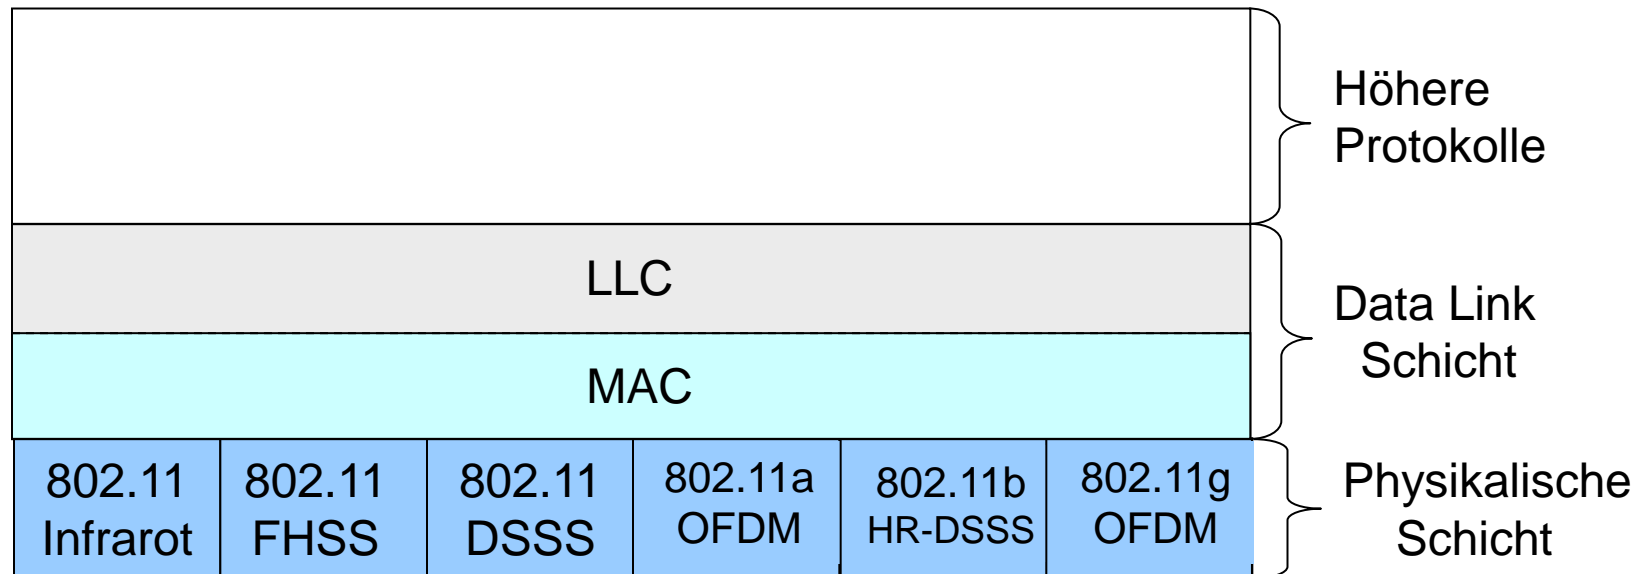 Höhere
Protokolle
LLC
Data Link
Schicht
MAC
802.11
Infrarot
802.11
FHSS
802.11
DSSS
802.11a
OFDM
802.11b
HR-DSSS
802.11g
OFDM
Physikalische
Schicht